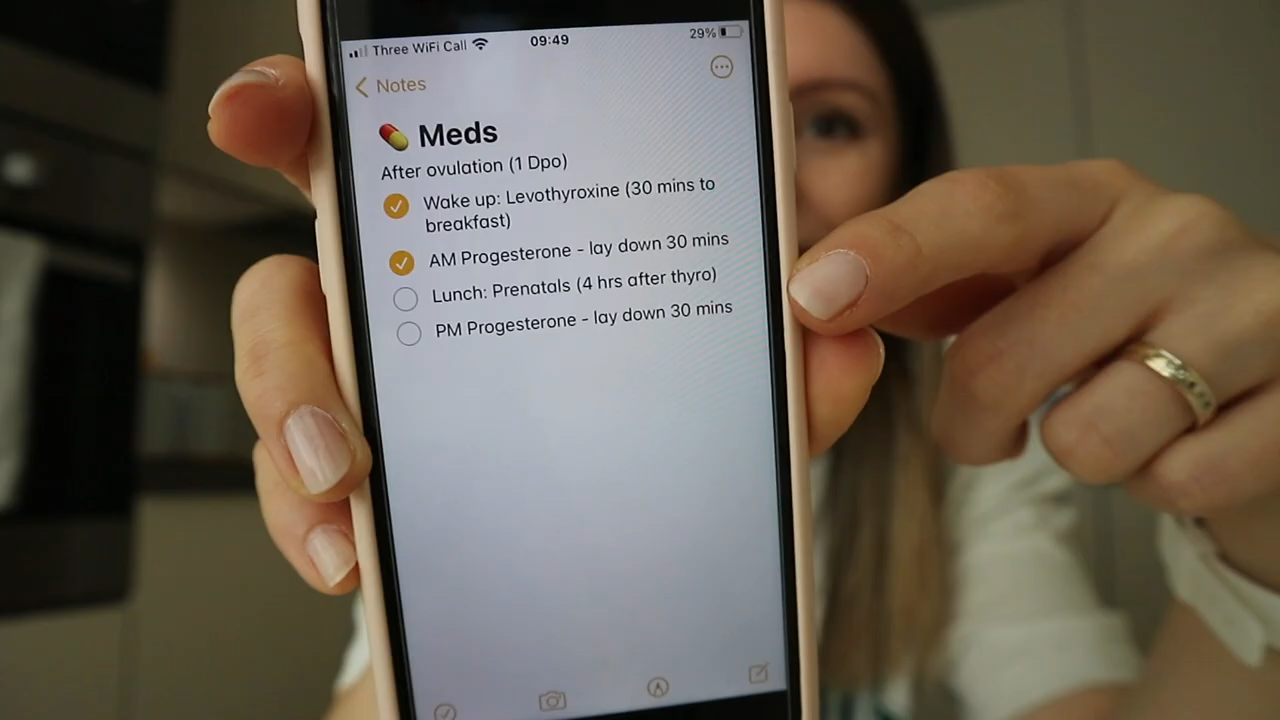 Three WiFi Call 09:49 29%
Notes
Meds
After ovulation (1 Dpo)
Wake up: Levothyroxine (30 mins to
breakfast)
AM Progesterone - lay down 30 mins
Lunch: Prenatals (4 hrs after thyro)
PM Progesterone - lay down 30 mins